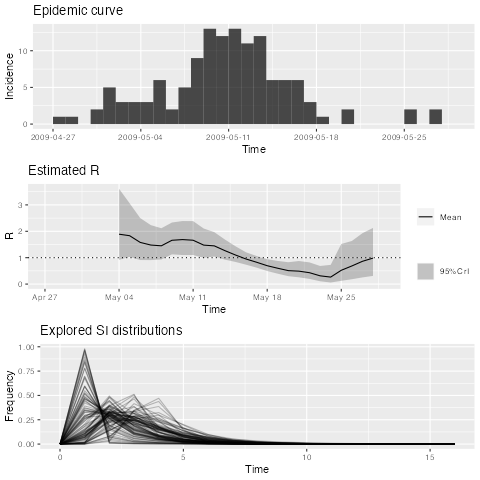 Epidemic curve
10
5
0
Incidence
2009-04-27
2009-05-04
2009-05-11
2009-05-18
2009-05-25
Time
Estimated R
3
2
1
0
R
Apr 27
May 04
May 11
May 18
May 25
Time
Mean
95%CrI
Explored SI distributions
1.00
0.75
0.50
0.25
0.00
Frequency
0
5
10
15
Time